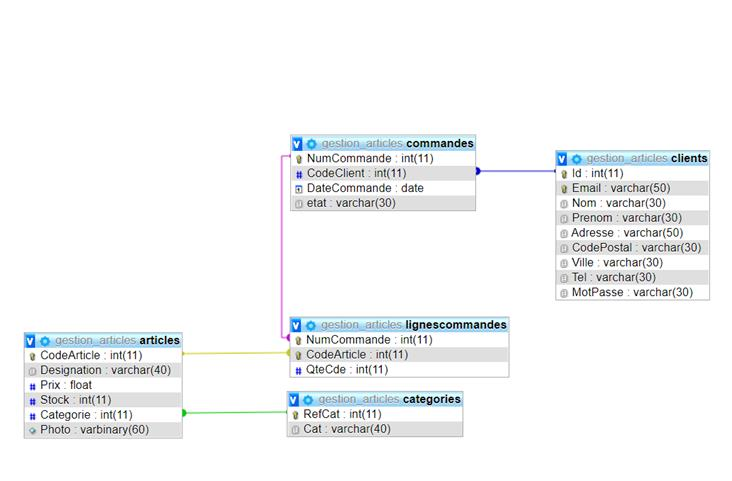 gestion_articles commandes
NumCommande : int(11)
CodeClient : int(11)
DateCommande : date
etat : varchar(30)
gestion_articles clients
Id : int(11)
Email : varchar(50)
Nom : varchar(30)
Prenom : varchar(30)
Adresse : varchar(50)
CodePostal : varchar(30)
Ville : varchar(30)
Tel : varchar(30)
MotPasse : varchar(30)
gestion_articles lignescommandes
NumCommande : int(11)
CodeArticle : int(11)
QteCde : int(11)
gestion_articles articles
CodeArticle : int(11)
Designation : varchar(40)
Prix : float
Stock : int(11)
Categorie : int(11)
Photo : varbinary(60)
gestion_articles categories
RefCat : int(11)
Cat : varchar(40)